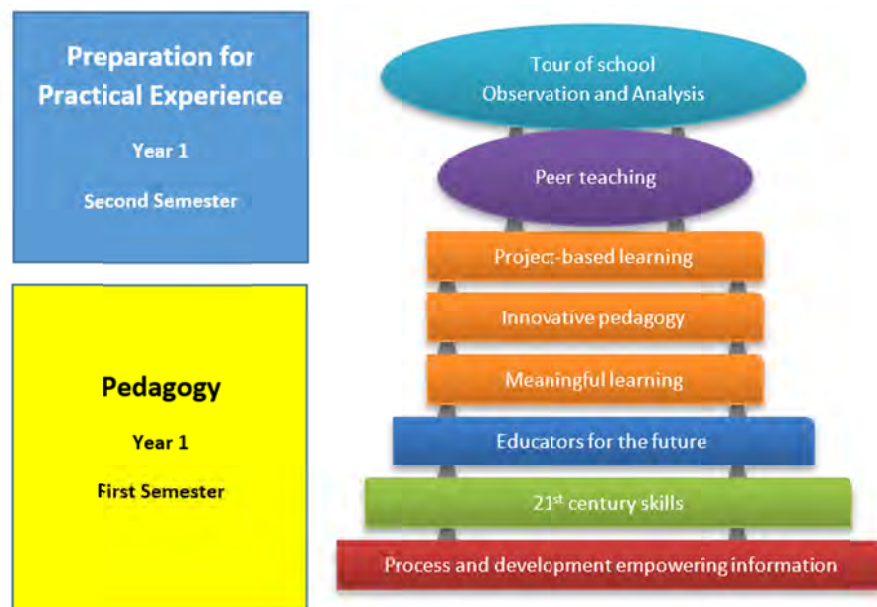 Preparation for
Practical Experience
Year 1
Second Semester
Pedagogy
Year 1
First Semester
Tour of school
Observation and Analysis
Peer teaching
Project-based learning
Innovative pedagogy
Meaningful learning
Educators for the future
21st century skills
Process and development empowering information